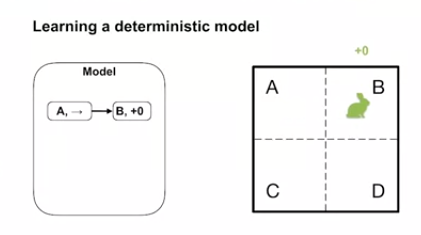 Learning a deterministic model
+0
Model
A, →
B, +0
A
B
C
D